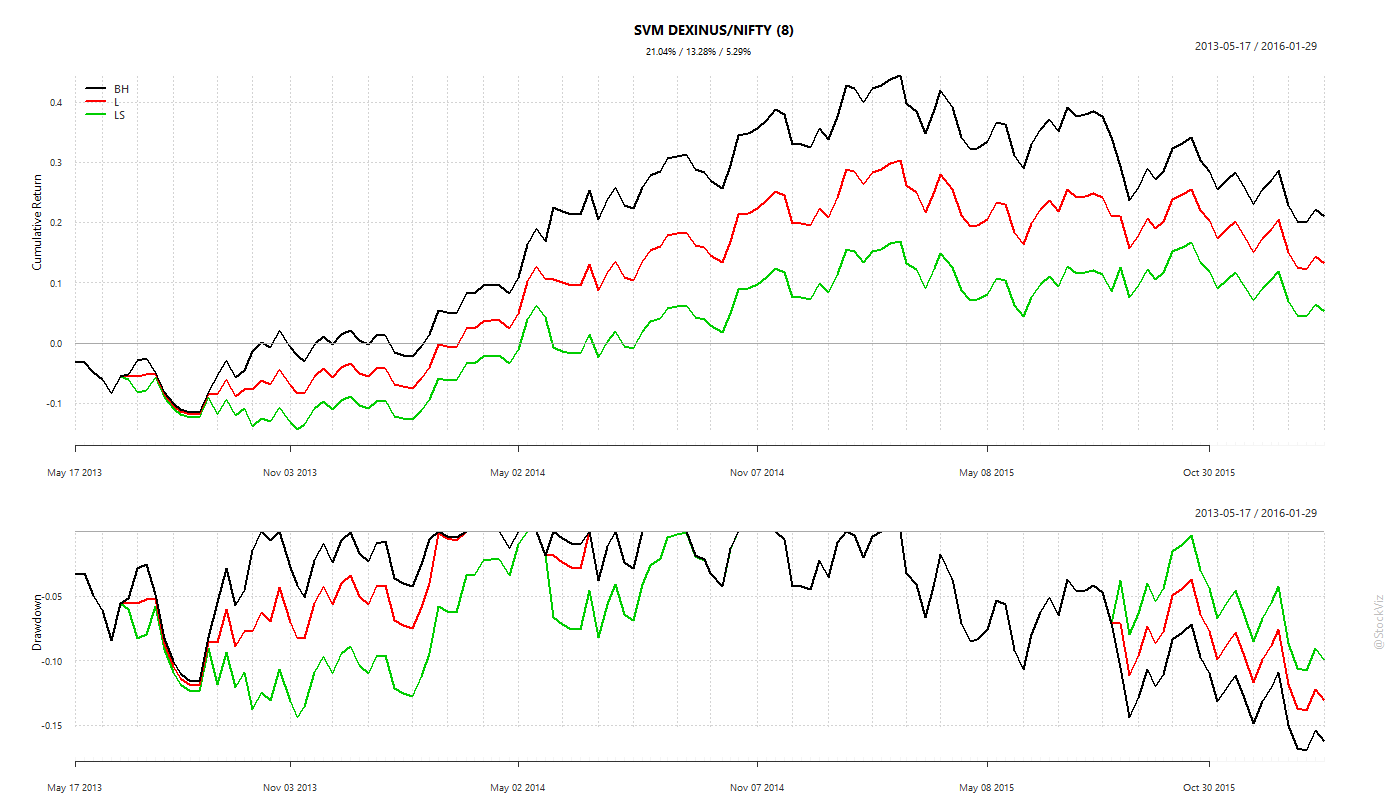 SVM DEXINUS/NIFTY (8)
21.04% / 13.28% / 5.29%
2013-05-17 / 2016-01-29
BH
L
LS
Cumulative Return
0.4
0.3
0.2
0.1
0.0
-0.1
May 17 2013
Nov 03 2013
May 02 2014
Nov 07 2014
May 08 2015
Oct 30 2015
2013-05-17 / 2016-01-29
Drawdown
-0.05
-0.10
-0.15
May 17 2013
Nov 03 2013
May 02 2014
Nov 07 2014
May 08 2015
Oct 30 2015
@StockViz